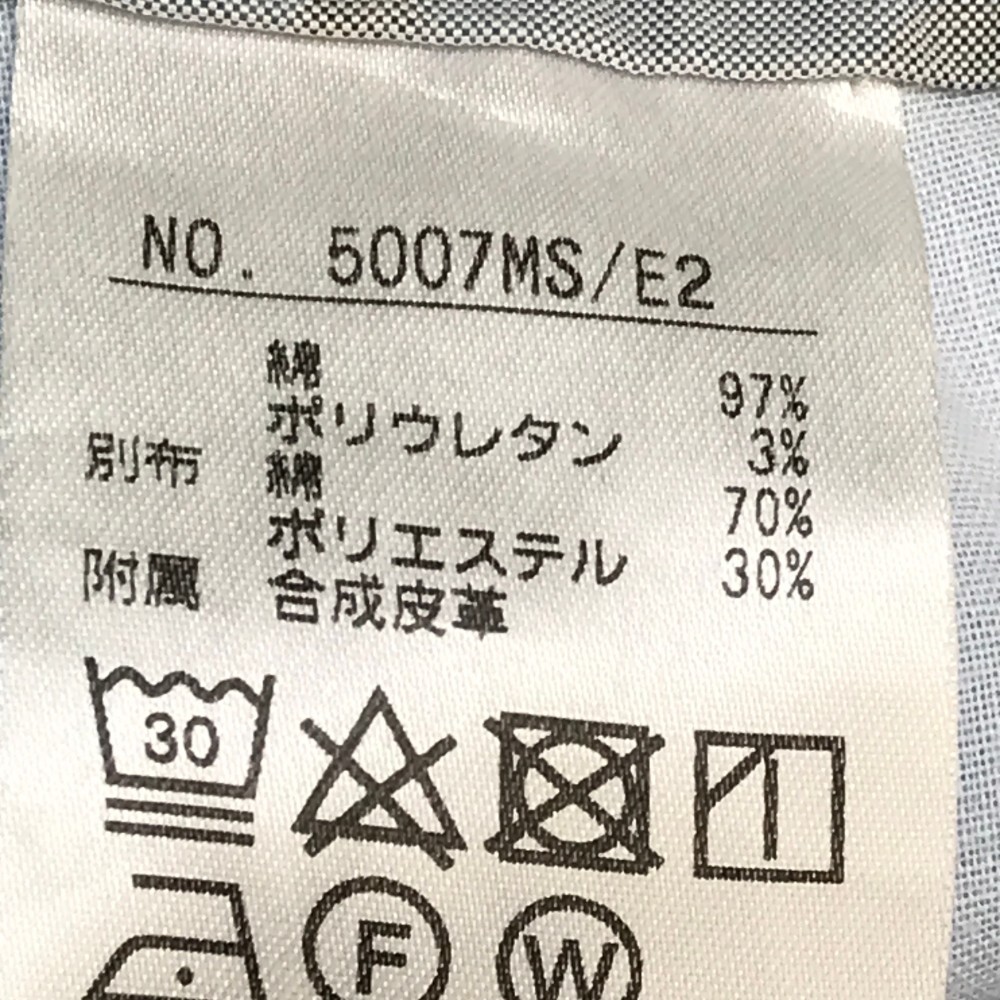 NO. 5007MS/E2
綿 97%
ポリウレタン 3%
別布 綿 70%
ポリエステル 30%
附属 合成皮革
30
F
W